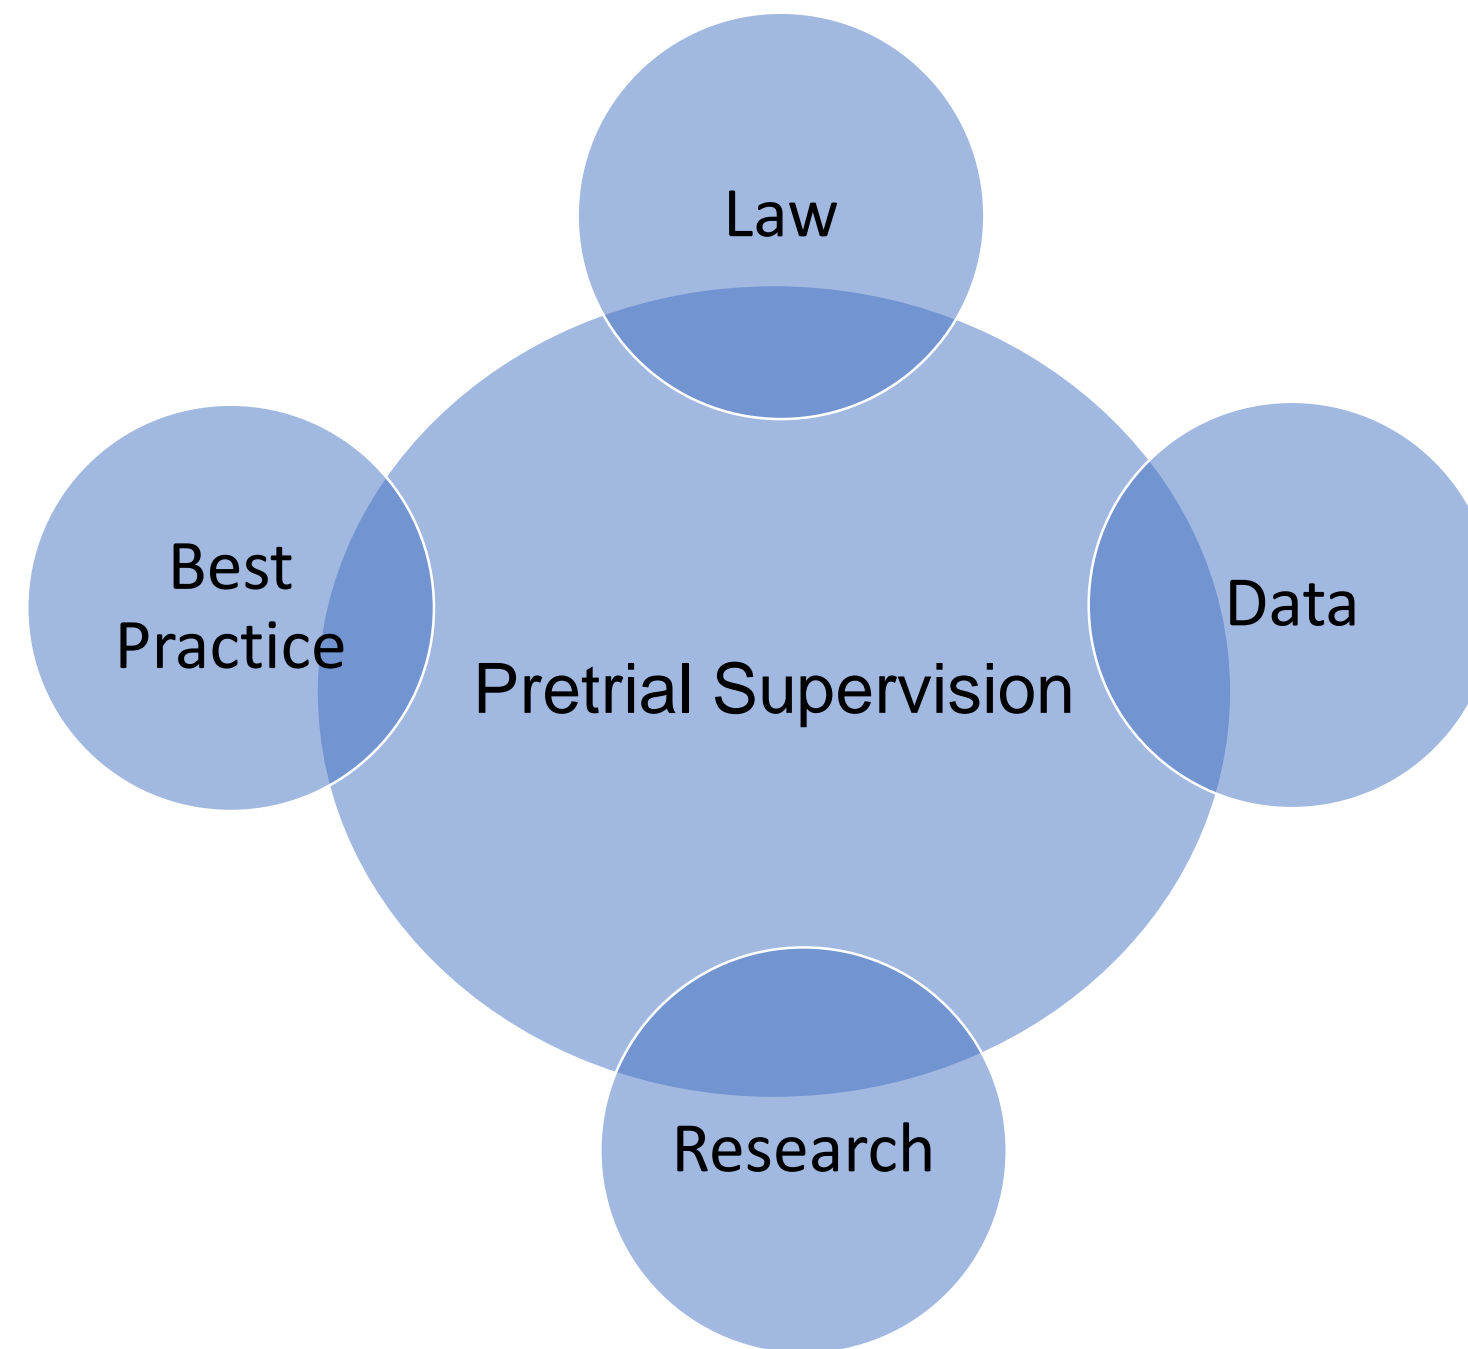 Law
Best
Practice
Data
Pretrial Supervision
Research